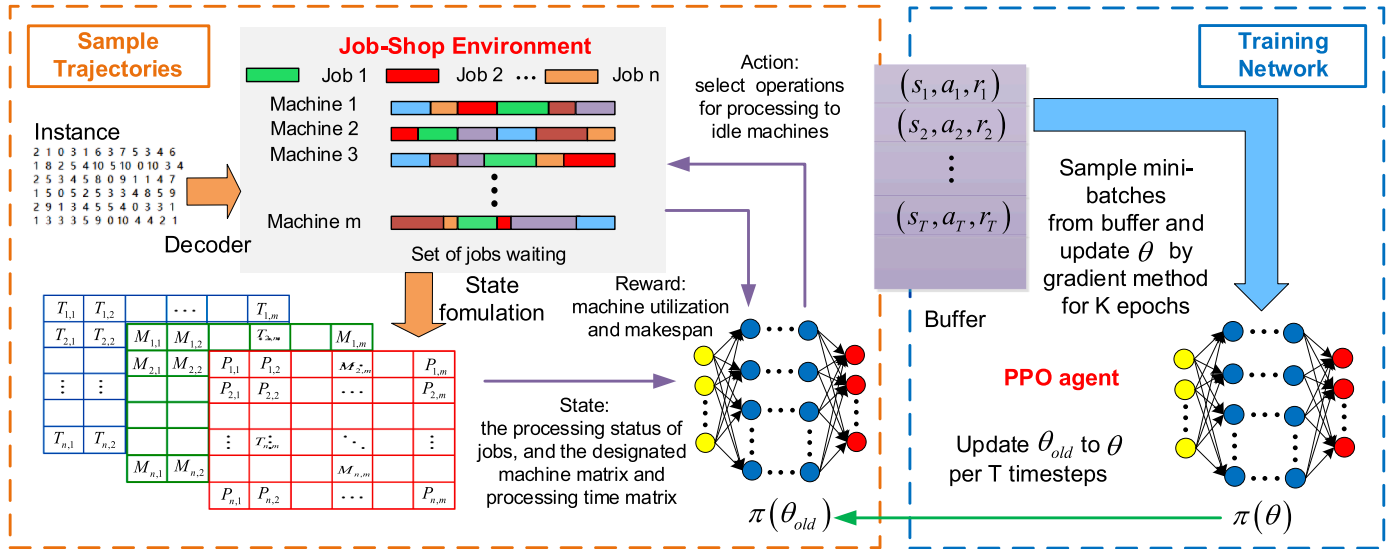 Sample
Trajectories
Job-Shop Environment
Job 1
Job 2
...
Job n
Machine 1
Machine 2
Machine 3
Machine m
Set of jobs waiting
Instance
2 1 0 3 1 6 3 7 5 3 4 6
1 8 2 5 4 10 5 10 0 10 3 4
2 5 3 4 5 8 0 9 1 1 4 7
1 5 0 5 2 5 3 3 4 8 5 9
2 9 1 3 4 5 5 4 0 3 3 1
1 3 3 3 5 9 0 10 4 4 2 1
Decoder
State
fomulation
Action:
select operations
for processing to
idle machines
Reward:
machine utilization
and makespan
State:
the processing status of
jobs, and the designated
machine matrix and
processing time matrix
T1,1 T1,2 ... T1,m
T2,1 T2,2
Tn,1 Tn,2
M1,1 M1,2 M1,m
M2,1 M2,2 M2,m
Mn,1 Mn,2 Mn,m
P1,1 P1,2 P1,m
P2,1 P2,2 ... P2,m
Pn,1 Pn,2 ... Pn,m
π(θold)
(s1, a1, r1)
(s2, a2, r2)
(sT, aT, rT)
Buffer
Training
Network
Sample mini-
batches
from buffer and
update θ by
gradient method
for K epochs
PPO agent
Update θold to θ
per T timesteps
π(θ)